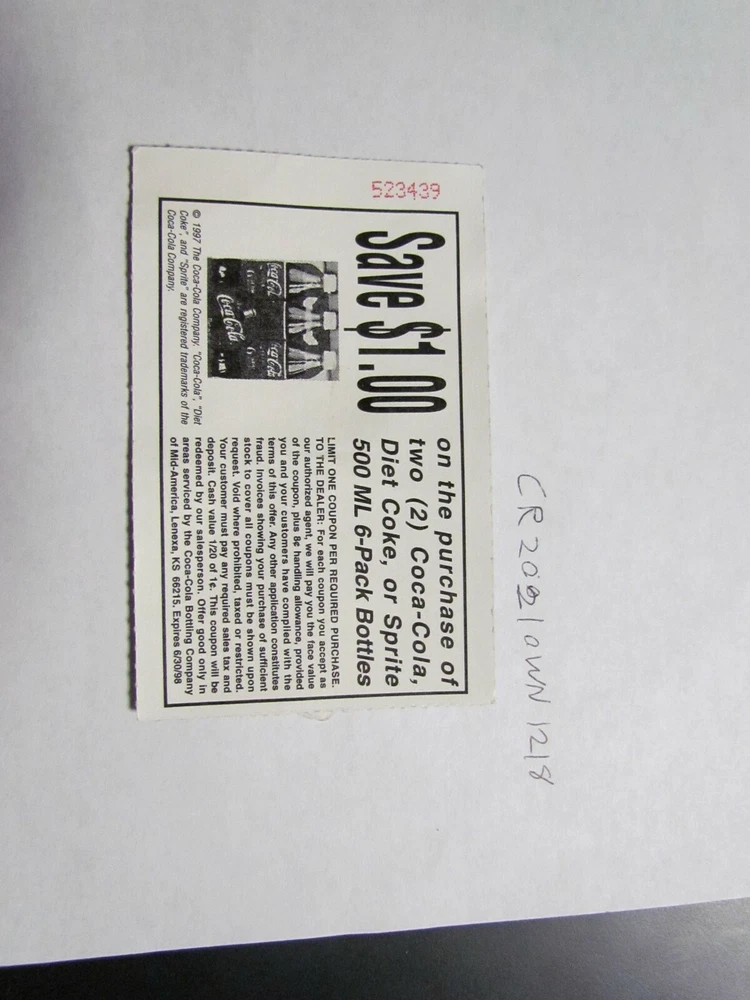 523439
Save $1.00
on the purchase of
two (2) Coca-Cola,
Diet Coke, or Sprite
500 ML 6-Pack Bottles
Coca-Cola
Coca-Cola
Coca-Cola
© 1997 The Coca-Cola Company. "Coca-Cola", "Diet
Coke", and "Sprite" are registered trademarks of the
Coca-Cola Company.
LIMIT ONE COUPON PER REQUIRED PURCHASE.
TO THE DEALER: For each coupon you accept as
our authorized agent, we will pay you the face value
of the coupon, plus 8¢ handling allowance, provided
you and your customers have complied with the
terms of this offer. Any other application constitutes
fraud. Invoices showing your purchase of sufficient
stock to cover all coupons must be shown upon
request. Void where prohibited, taxed or restricted.
Your customer must pay any required sales tax and
deposit. Cash value 1/20 of 1¢. This coupon will be
redeemed by our salesperson. Offer good only in
areas serviced by the Coca-Cola Bottling Company
of Mid-America, Lenexa, KS 66215. Expires 6/30/98